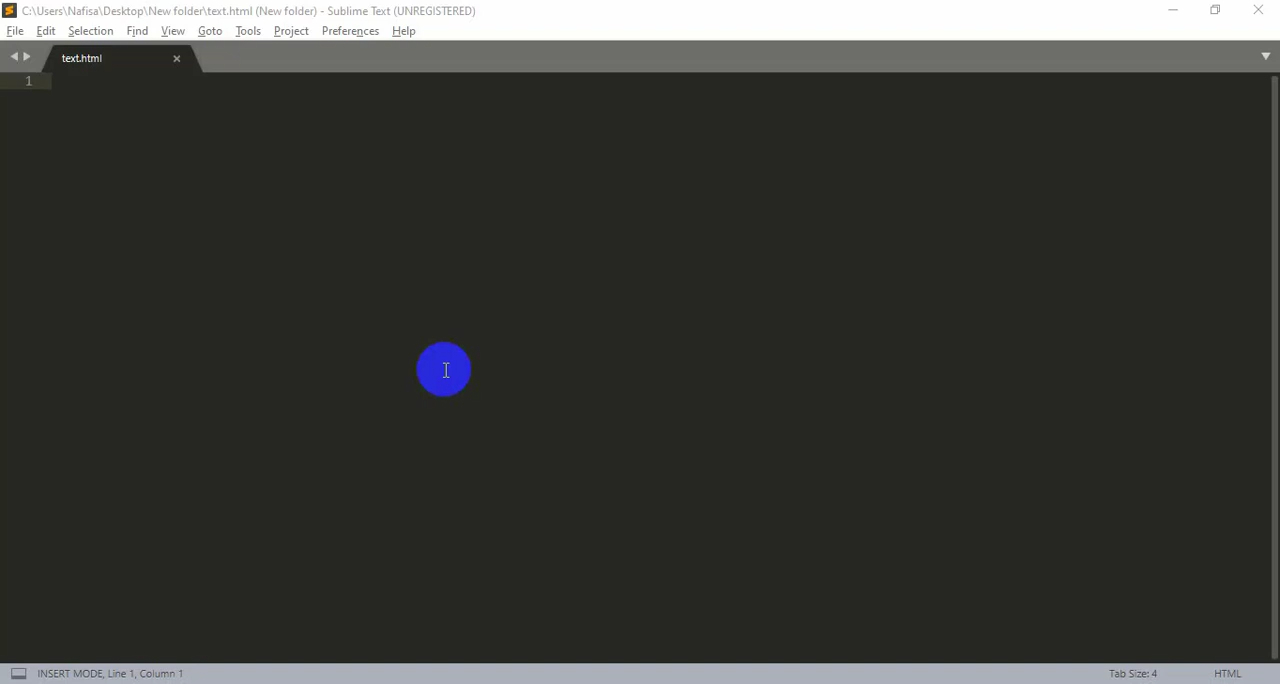 C:\Users\Nafisa\Desktop\New folder\text.html (New folder) - Sublime Text (UNREGISTERED)
File Edit Selection Find View Goto Tools Project Preferences Help
text.html
1
INSERT MODE, Line 1, Column 1 Tab Size: 4 HTML